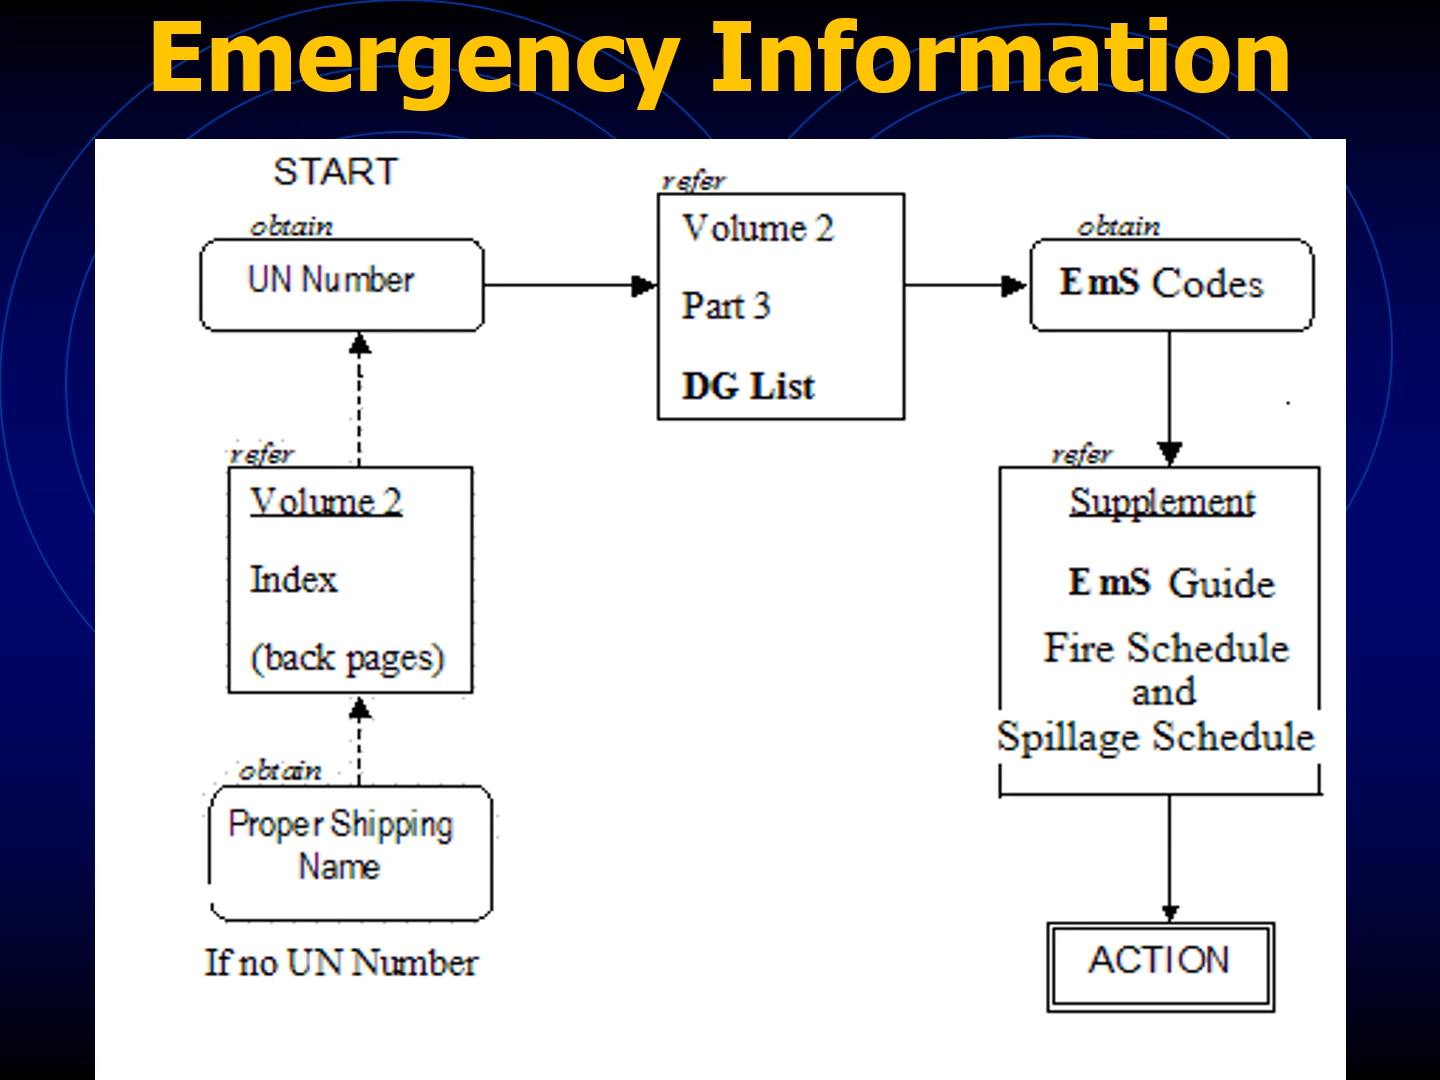 Emergency Information
START
obtain
UN Number
refer
Volume 2
Part 3
DG List
obtain
EmS Codes
refer
Volume 2
Index
(back pages)
obtain
Proper Shipping
Name
If no UN Number
refer
Supplement
EmS Guide
Fire Schedule
and
Spillage Schedule
ACTION